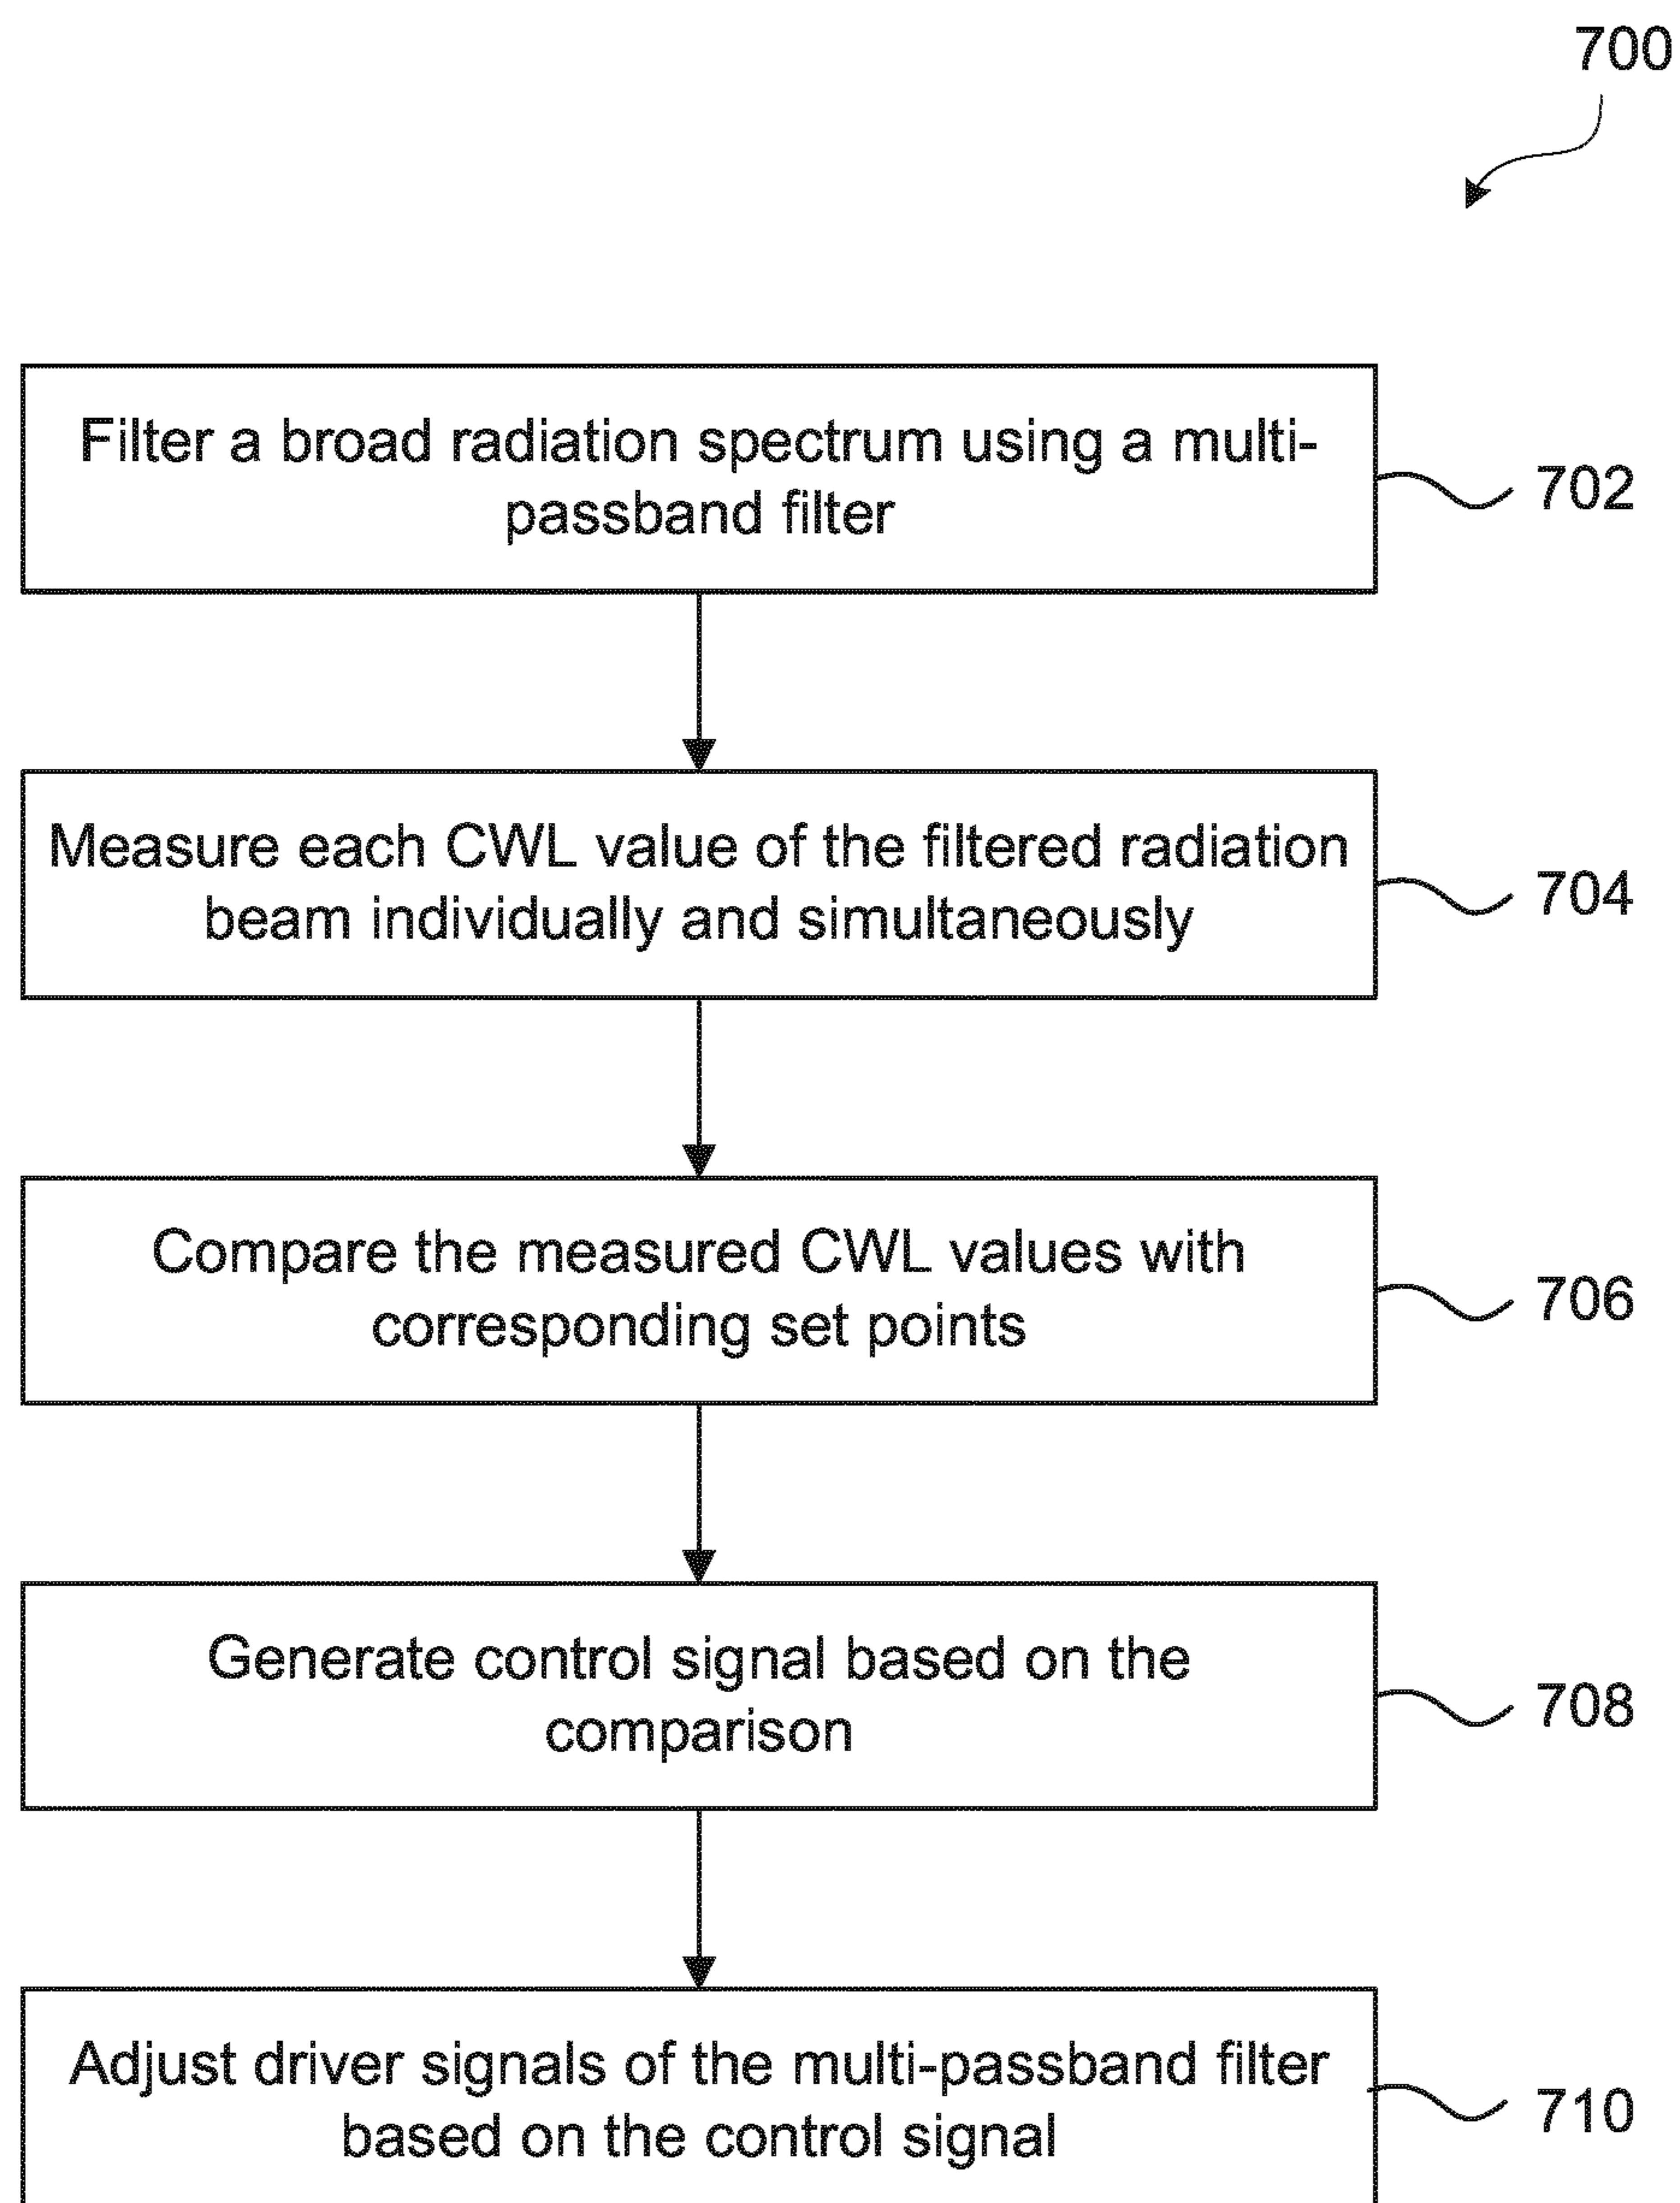 700
Filter a broad radiation spectrum using a multi-
passband filter
702
Measure each CWL value of the filtered radiation
beam individually and simultaneously
704
Compare the measured CWL values with
corresponding set points
706
Generate control signal based on the
comparison
708
Adjust driver signals of the multi-passband filter
based on the control signal
710